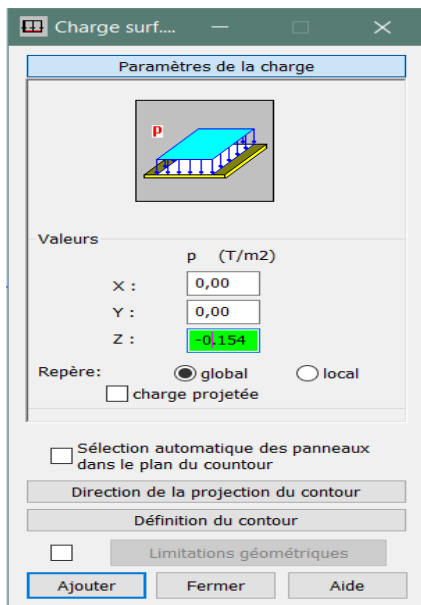 Charge surf....
Paramètres de la charge
p
Valeurs
p (T/m2)
X : 0,00
Y : 0,00
Z : -0.154
Repère: global local
charge projetée
Sélection automatique des panneaux
dans le plan du countour
Direction de la projection du contour
Définition du contour
Limitations géométriques
Ajouter Fermer Aide